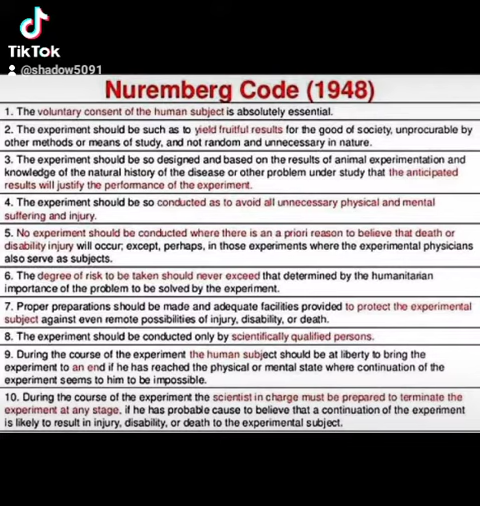 TikTok
@shadow5091
Nuremberg Code (1948)
1. The voluntary consent of the human subject is absolutely essential.
2. The experiment should be such as to yield fruitful results for the good of society, unprocurable by
other methods or means of study, and not random and unnecessary in nature.
3. The experiment should be so designed and based on the results of animal experimentation and
knowledge of the natural history of the disease or other problem under study that the anticipated
results will justify the performance of the experiment.
4. The experiment should be so conducted as to avoid all unnecessary physical and mental
suffering and injury.
5. No experiment should be conducted where there is an a priori reason to believe that death or
disability injury will occur; except, perhaps, in those experiments where the experimental physicians
also serve as subjects.
6. The degree of risk to be taken should never exceed that determined by the humanitarian
importance of the problem to be solved by the experiment.
7. Proper preparations should be made and adequate facilities provided to protect the experimental
subject against even remote possibilities of injury, disability, or death.
8. The experiment should be conducted only by scientifically qualified persons.
9. During the course of the experiment the human subject should be at liberty to bring the
experiment to an end if he has reached the physical or mental state where continuation of the
experiment seems to him to be impossible.
10. During the course of the experiment the scientist in charge must be prepared to terminate the
experiment at any stage, if he has probable cause to believe that a continuation of the experiment
is likely to result in injury, disability, or death to the experimental subject.